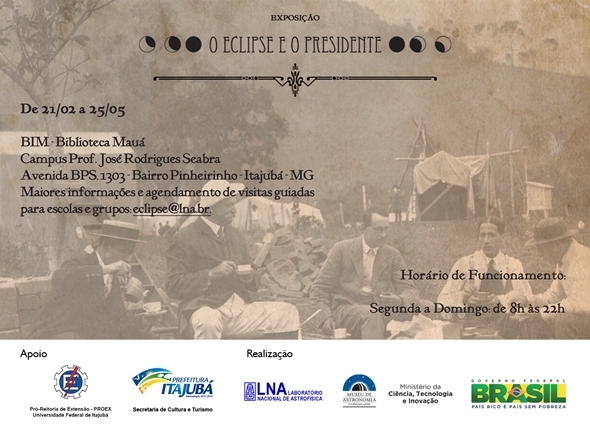 EXPOSIÇÃO
O ECLIPSE E O PRESIDENTE
De 21/02 a 25/05
BIM - Biblioteca Mauá
Campus Prof. José Rodrigues Seabra
Avenida BPS, 1303 - Bairro Pinheirinho - Itajubá - MG
Maiores informações e agendamento de visitas guiadas
para escolas e grupos: eclipse@lna.br.
Horário de Funcionamento:
Segunda a Domingo: de 8h às 22h
Apoio
Realização
Pró-Reitoria de Extensão - PROEX
Universidade Federal de Itajubá
PREFEITURA
ITAJUBÁ
Secretaria de Cultura e Turismo
LNA LABORATÓRIO
NACIONAL DE ASTROFÍSICA
MUSEU DE
ASTRONOMIA
Ministério da
Ciência, Tecnologia
e Inovação
GOVERNO FEDERAL
BRASIL
PAÍS RICO É PAÍS SEM POBREZA